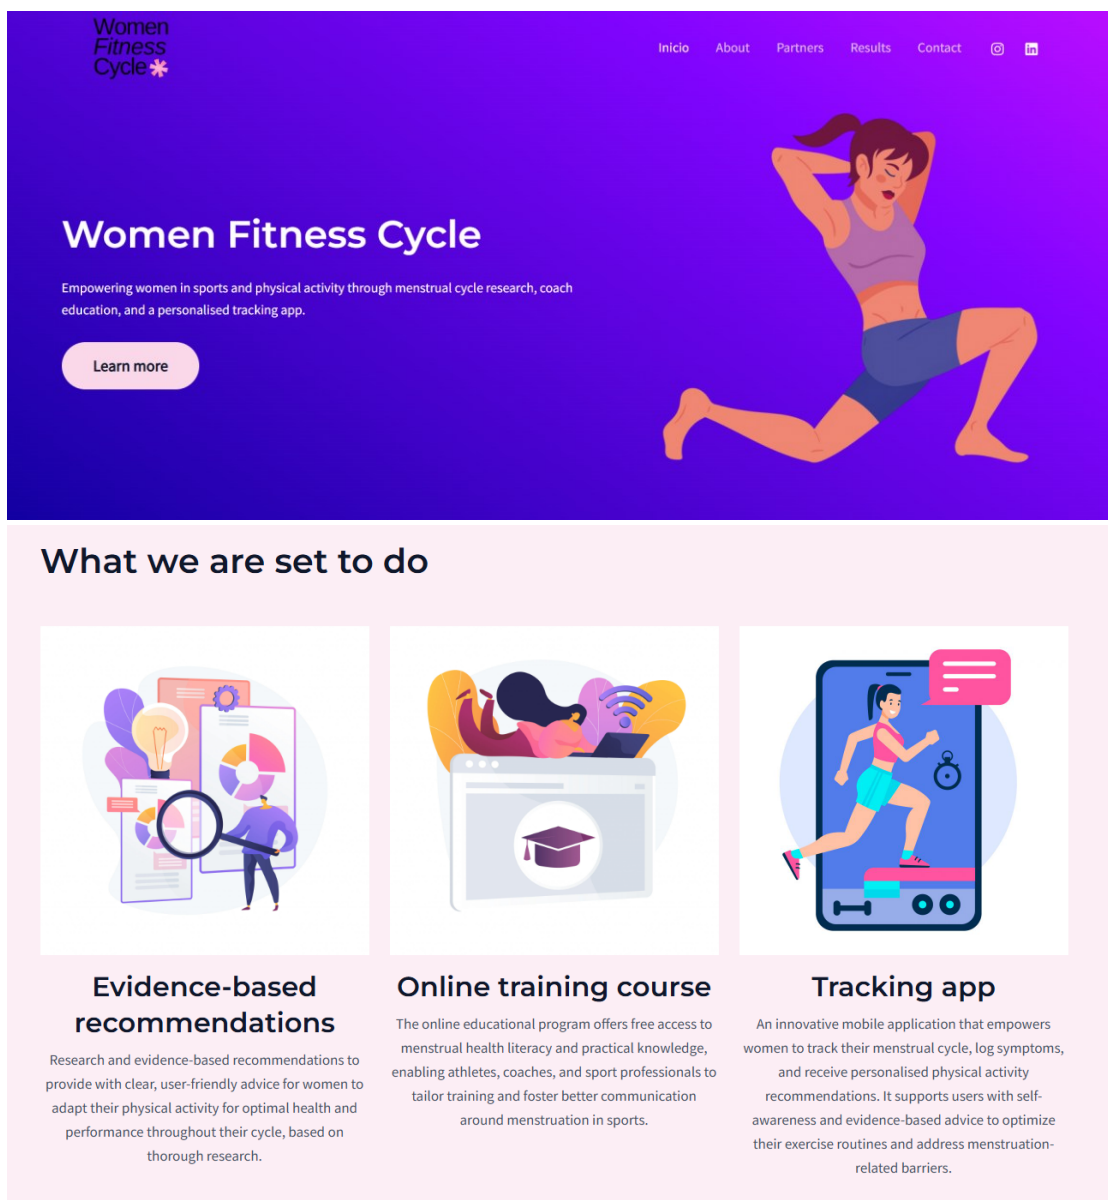 Women
Fitness
Cycle
Inicio About Partners Results Contact
Women Fitness Cycle
Empowering women in sports and physical activity through menstrual cycle research, coach
education, and a personalised tracking app.
Learn more
What we are set to do
Evidence-based
recommendations
Research and evidence-based recommendations to
provide with clear, user-friendly advice for women to
adapt their physical activity for optimal health and
performance throughout their cycle, based on
thorough research.
Online training course
The online educational program offers free access to
menstrual health literacy and practical knowledge,
enabling athletes, coaches, and sport professionals to
tailor training and foster better communication
around menstruation in sports.
Tracking app
An innovative mobile application that empowers
women to track their menstrual cycle, log symptoms,
and receive personalised physical activity
recommendations. It supports users with self-
awareness and evidence-based advice to optimize
their exercise routines and address menstruation-
related barriers.